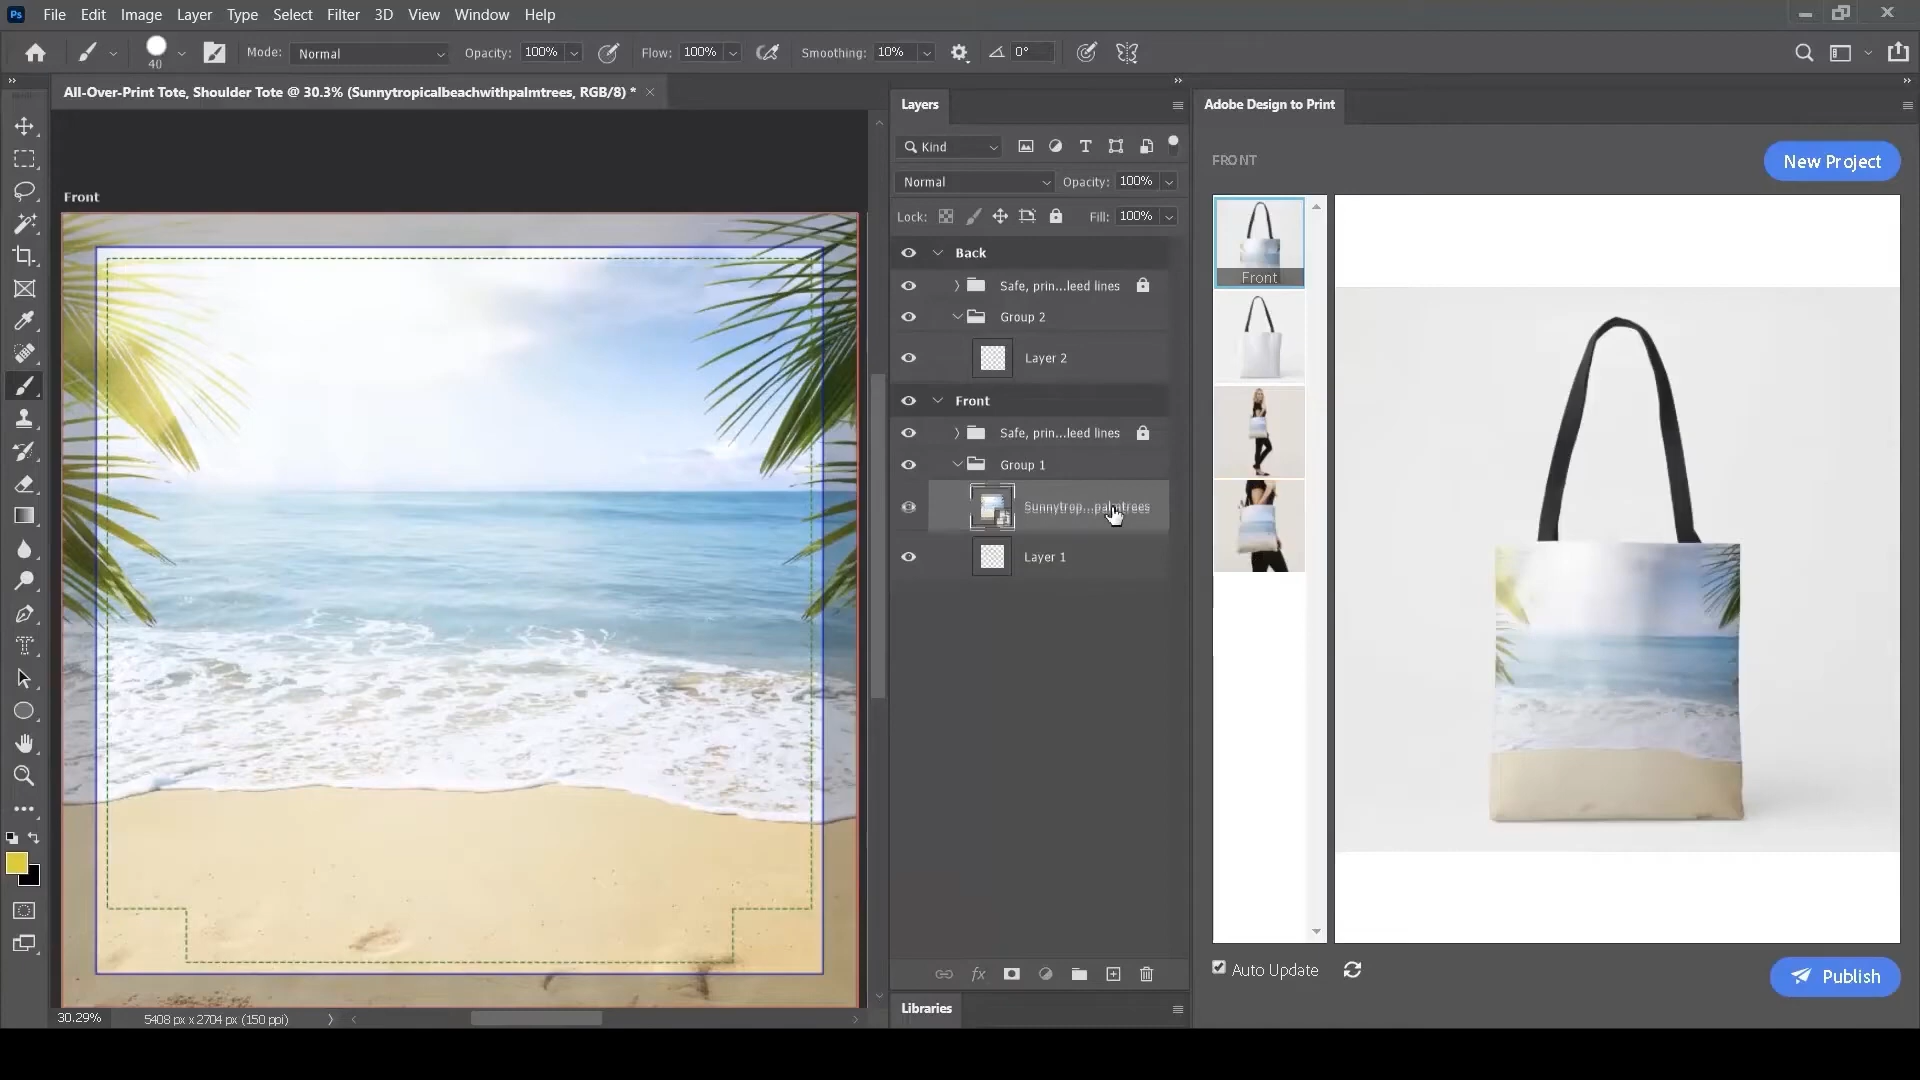 Ps File Edit Image Layer Type Select Filter 3D View Window Help
40 Mode: Normal Opacity: 100% Flow: 100% Smoothing: 10% 0°
All-Over-Print Tote, Shoulder Tote @ 30.3% (Sunnytropicalbeachwithpalmtrees, RGB/8) *
Front
30.29% 5408 px x 2704 px (150 ppi)
Layers
Kind
Normal Opacity: 100%
Lock: Fill: 100%
Back
Safe, prin...leed lines
Group 2
Layer 2
Front
Safe, prin...leed lines
Group 1
Sunnytrop...palmtrees
Layer 1
fx
Libraries
Adobe Design to Print
FRONT
New Project
Front
Auto Update
Publish